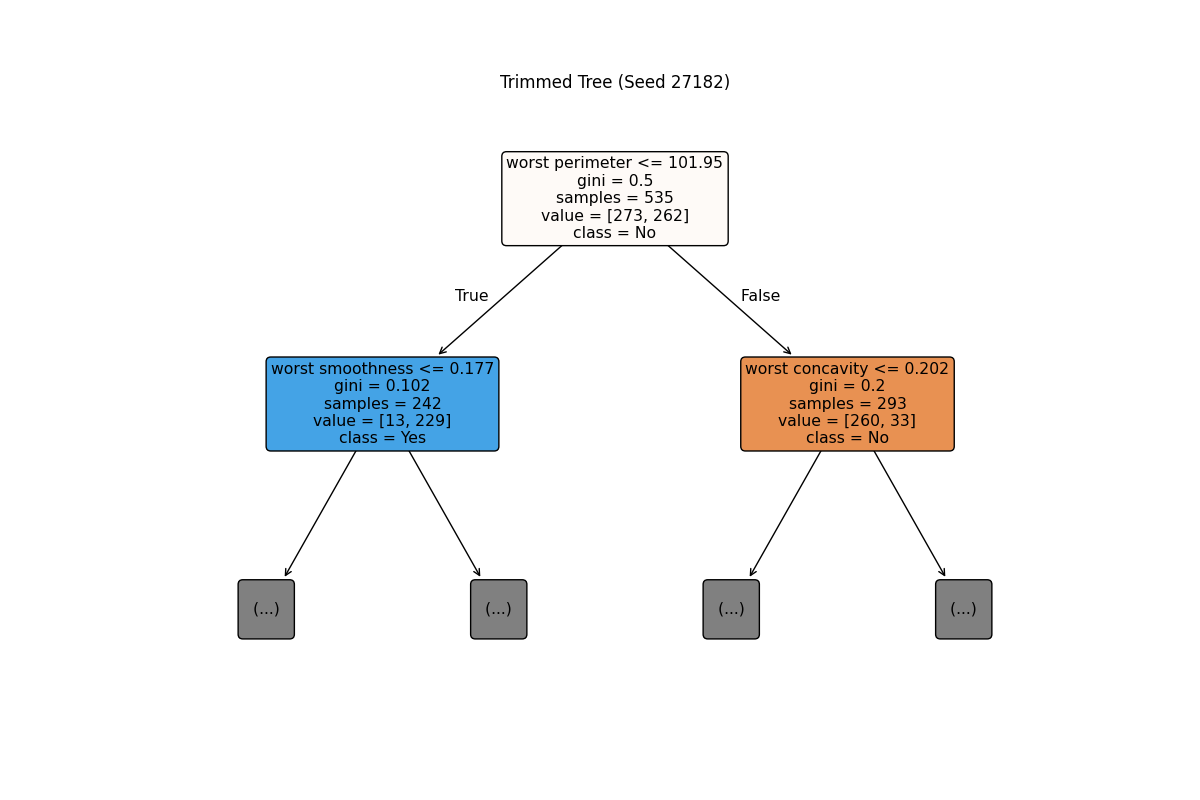 Trimmed Tree (Seed 27182)
worst perimeter <= 101.95
gini = 0.5
samples = 535
value = [273, 262]
class = No
True
False
worst smoothness <= 0.177
gini = 0.102
samples = 242
value = [13, 229]
class = Yes
worst concavity <= 0.202
gini = 0.2
samples = 293
value = [260, 33]
class = No
(...)
(...)
(...)
(...)